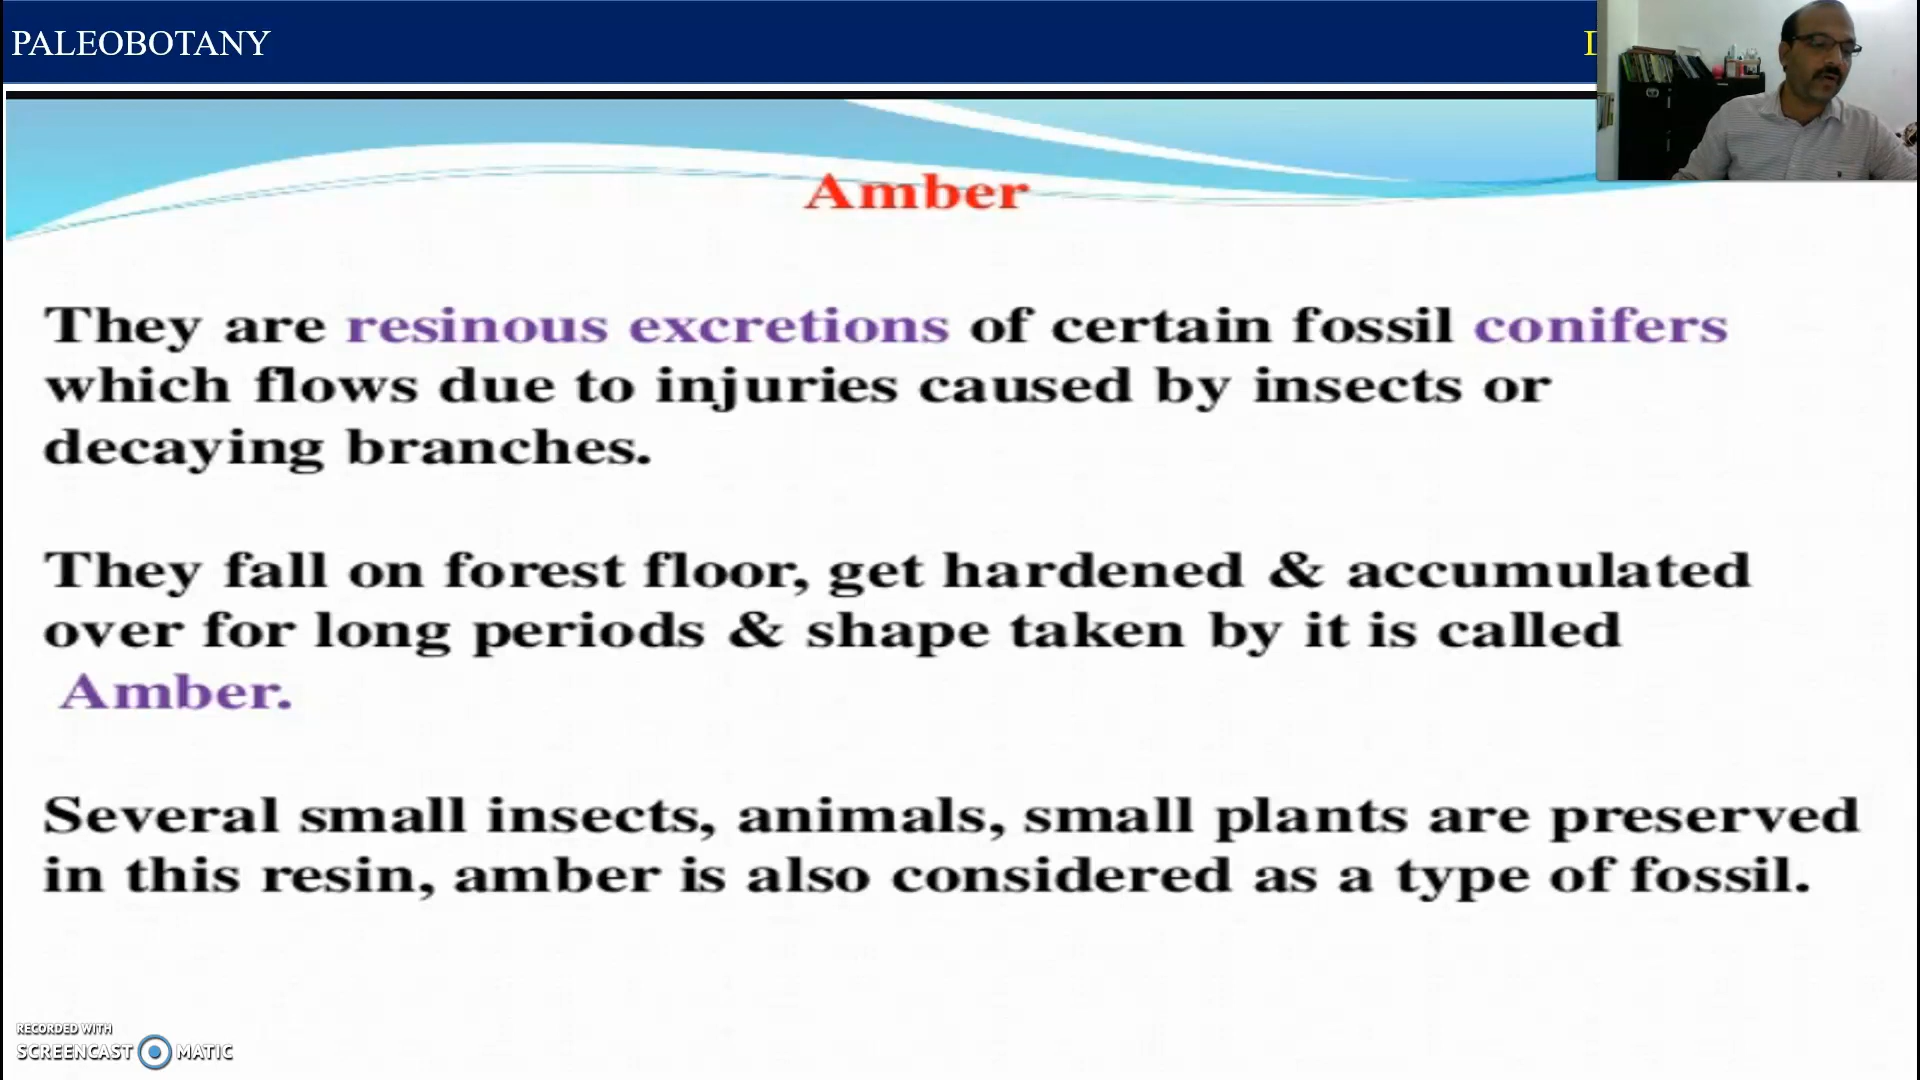 PALEOBOTANY
Amber
They are resinous excretions of certain fossil conifers
which flows due to injuries caused by insects or
decaying branches.
They fall on forest floor, get hardened & accumulated
over for long periods & shape taken by it is called
Amber.
Several small insects, animals, small plants are preserved
in this resin, amber is also considered as a type of fossil.
RECORDED WITH
SCREENCAST MATIC